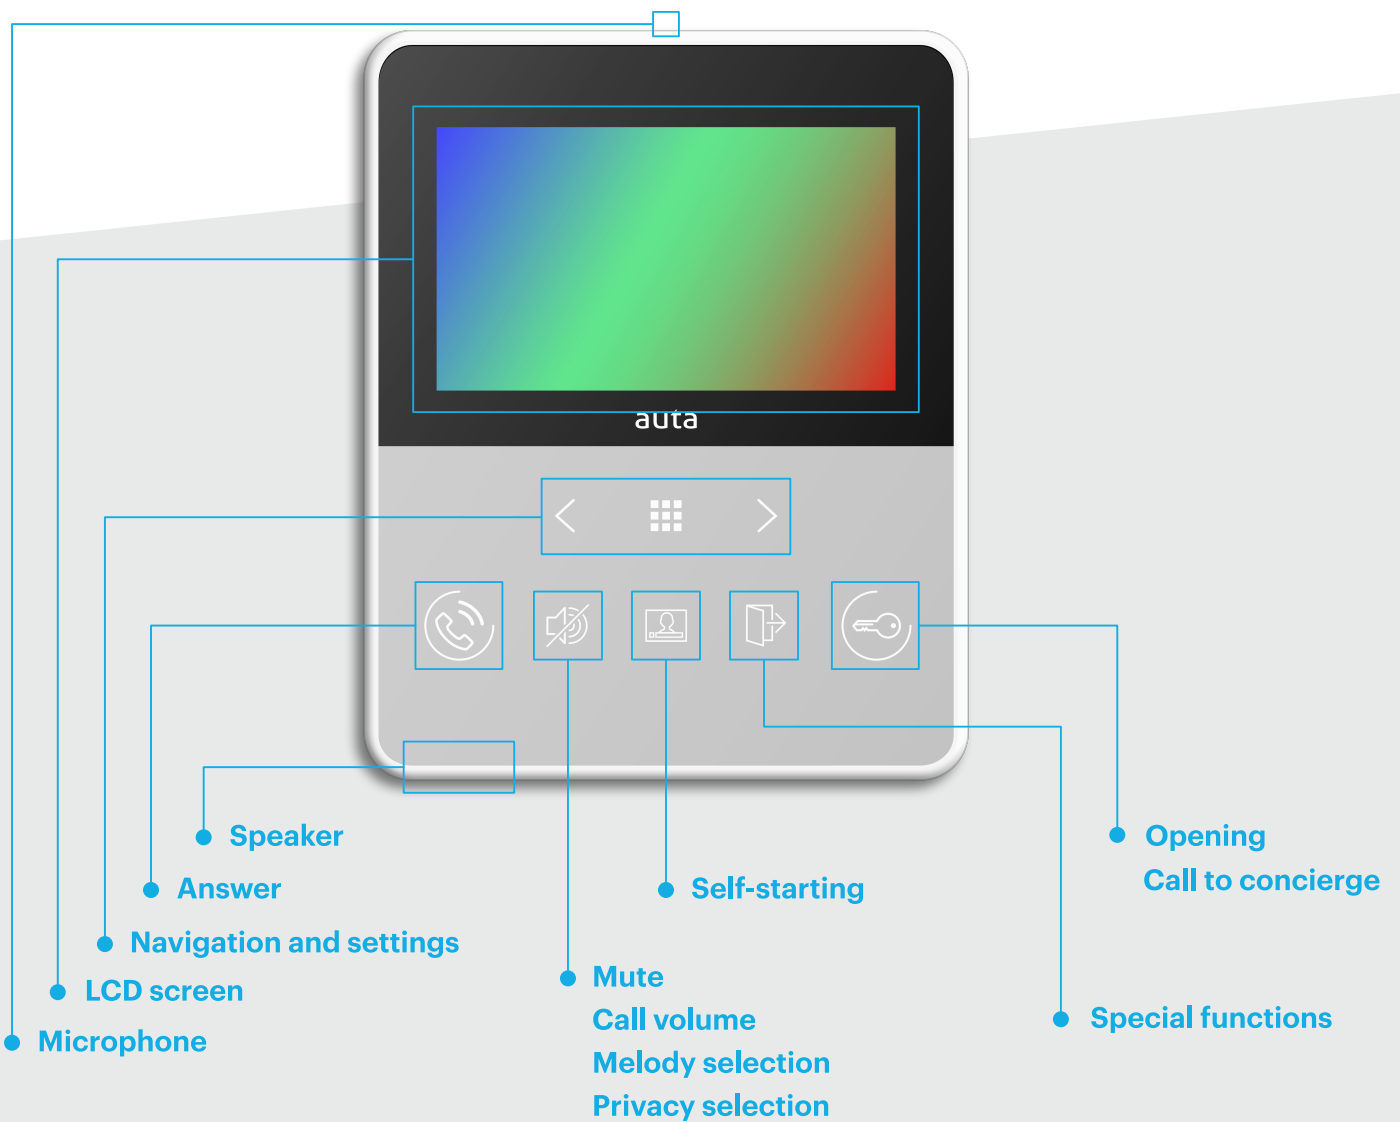 auta
Speaker
Answer
Navigation and settings
LCD screen
Microphone
Self-starting
Mute
Call volume
Melody selection
Privacy selection
Opening
Call to concierge
Special functions